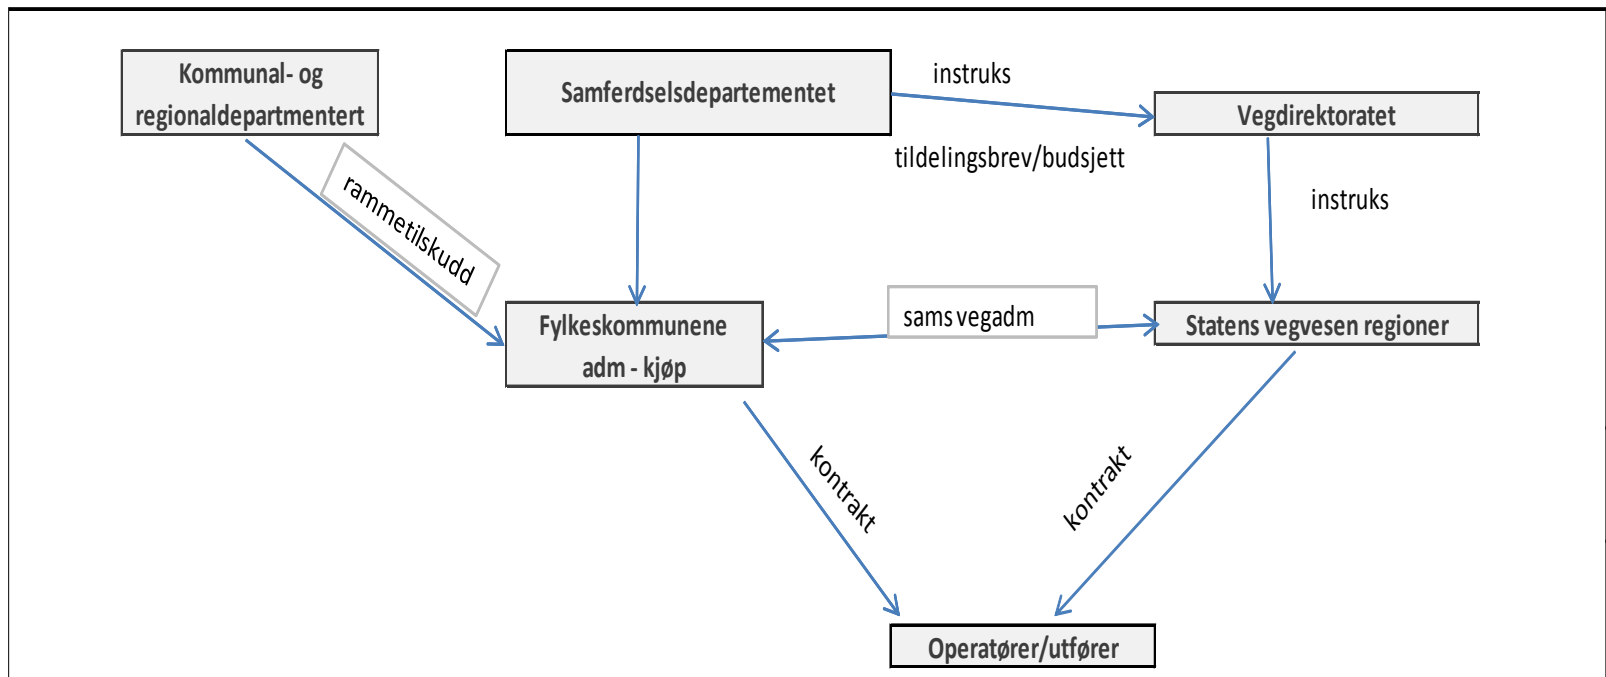 Kommunal- og
regionaldepartmentert
Samferdselsdepartementet
instruks
Vegdirektoratet
tildelingsbrev/budsjett
rammetilskudd
instruks
Fylkeskommunene
adm - kjøp
sams vegadm
Statens vegvesen regioner
kontrakt
kontrakt
Operatører/utfører